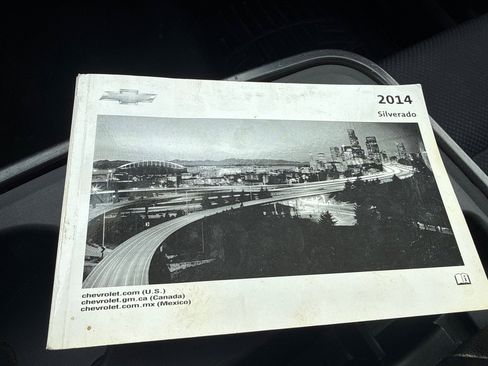 2014
Silverado
chevrolet.com (U.S.)
chevrolet.gm.ca (Canada)
chevrolet.com.mx (Mexico)